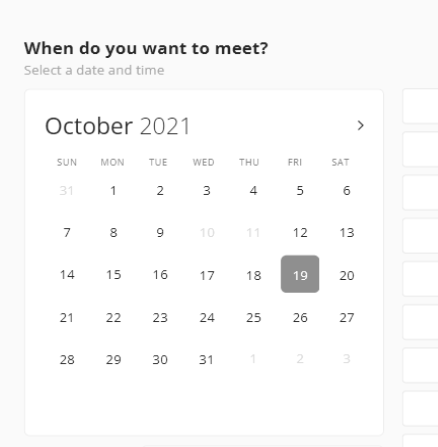 When do you want to meet?
Select a date and time
October 2021
SUN MON TUE WED THU FRI SAT
31 1 2 3 4 5 6
7 8 9 10 11 12 13
14 15 16 17 18 19 20
21 22 23 24 25 26 27
28 29 30 31 1 2 3